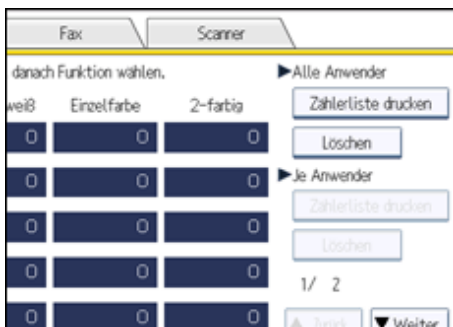 Fax Scanner
danach Funktion wählen.
weiß Einzelfarbe 2-farbig
0 0 0
0 0 0
0 0 0
0 0 0
0 0 0
▶Alle Anwender
Zählerliste drucken
Löschen
▶Je Anwender
Zählerliste drucken
Löschen
1/ 2
▲ Zurück ▼ Weiter